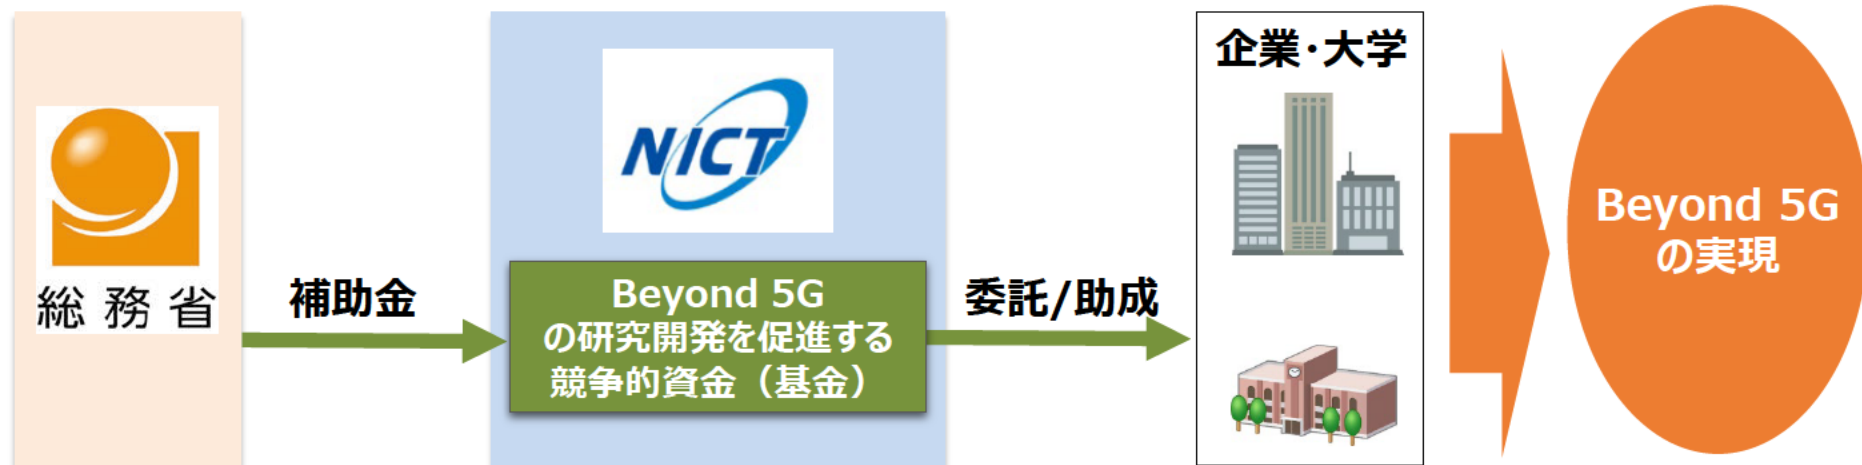 総務省
補助金
NICT
Beyond 5G
の研究開発を促進する
競争的資金（基金）
委託/助成
企業･大学
Beyond 5G
の実現